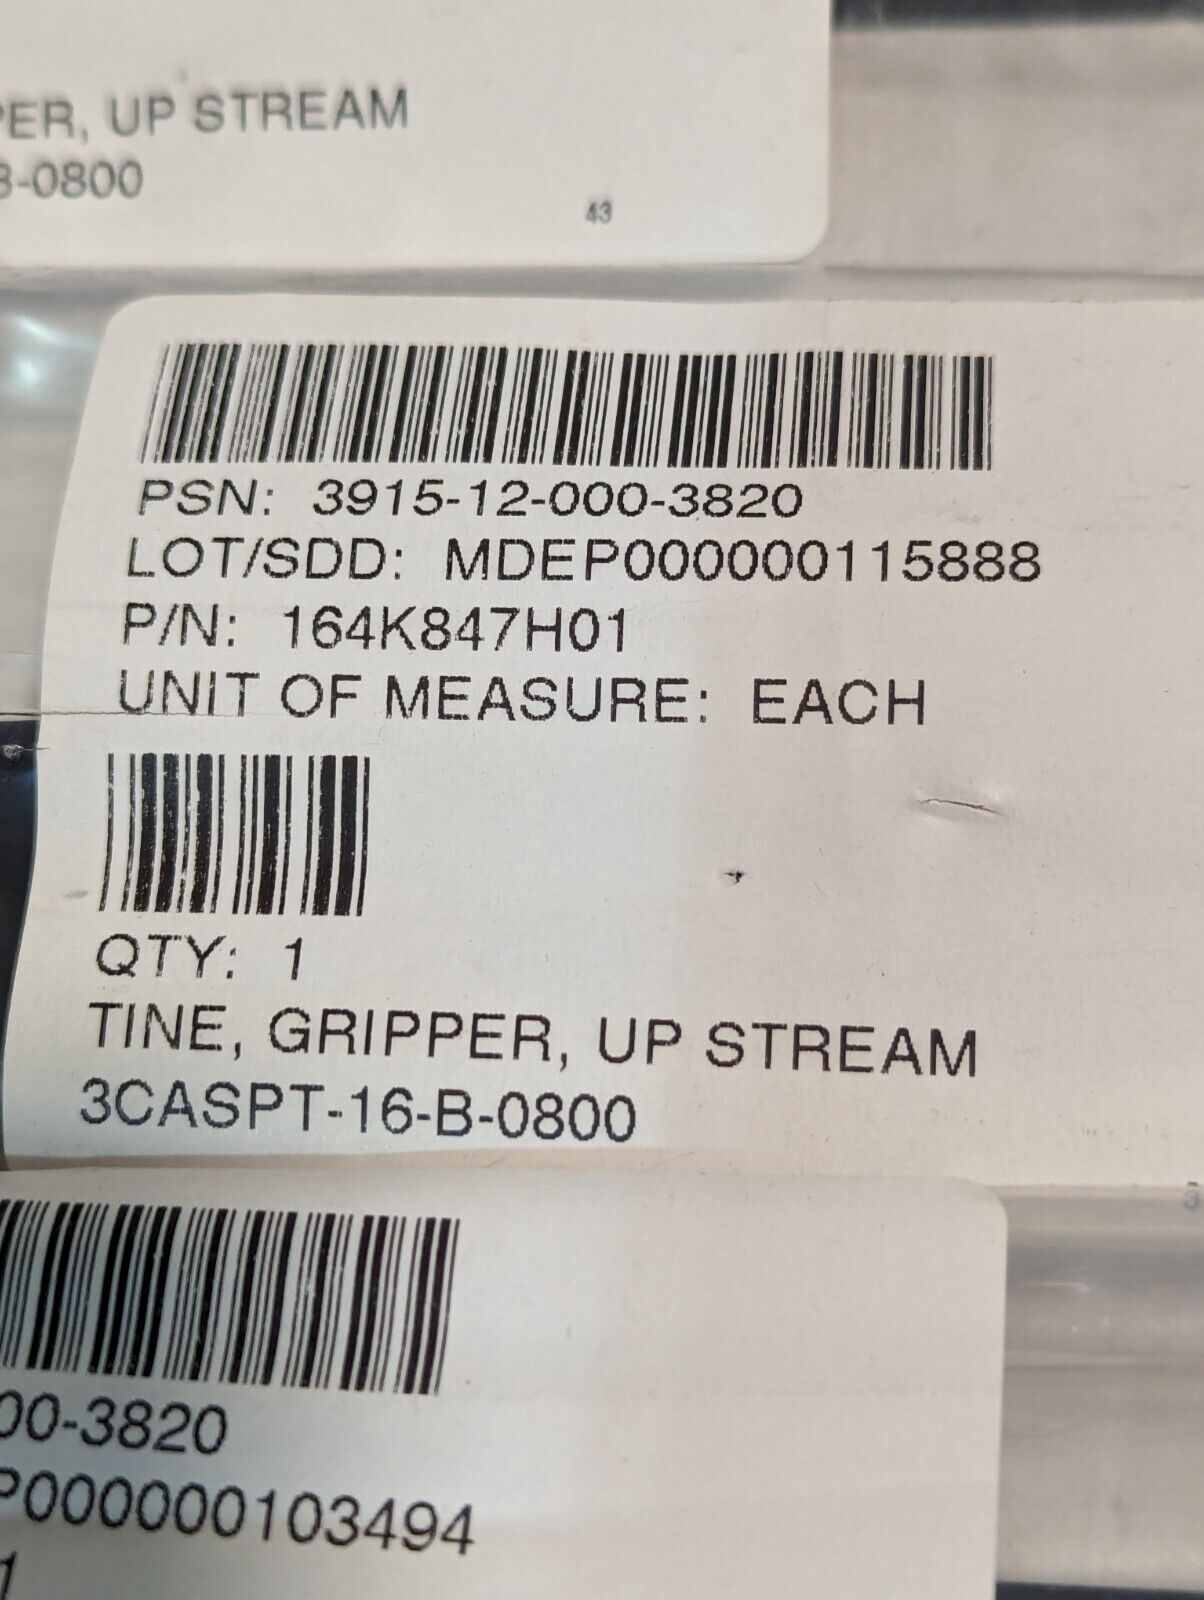 PER, UP STREAM
B-0800
43
PSN: 3915-12-000-3820
LOT/SDD: MDEP000000115888
P/N: 164K847H01
UNIT OF MEASURE: EACH
QTY: 1
TINE, GRIPPER, UP STREAM
3CASPT-16-B-0800
3
00-3820
P000000103494
1